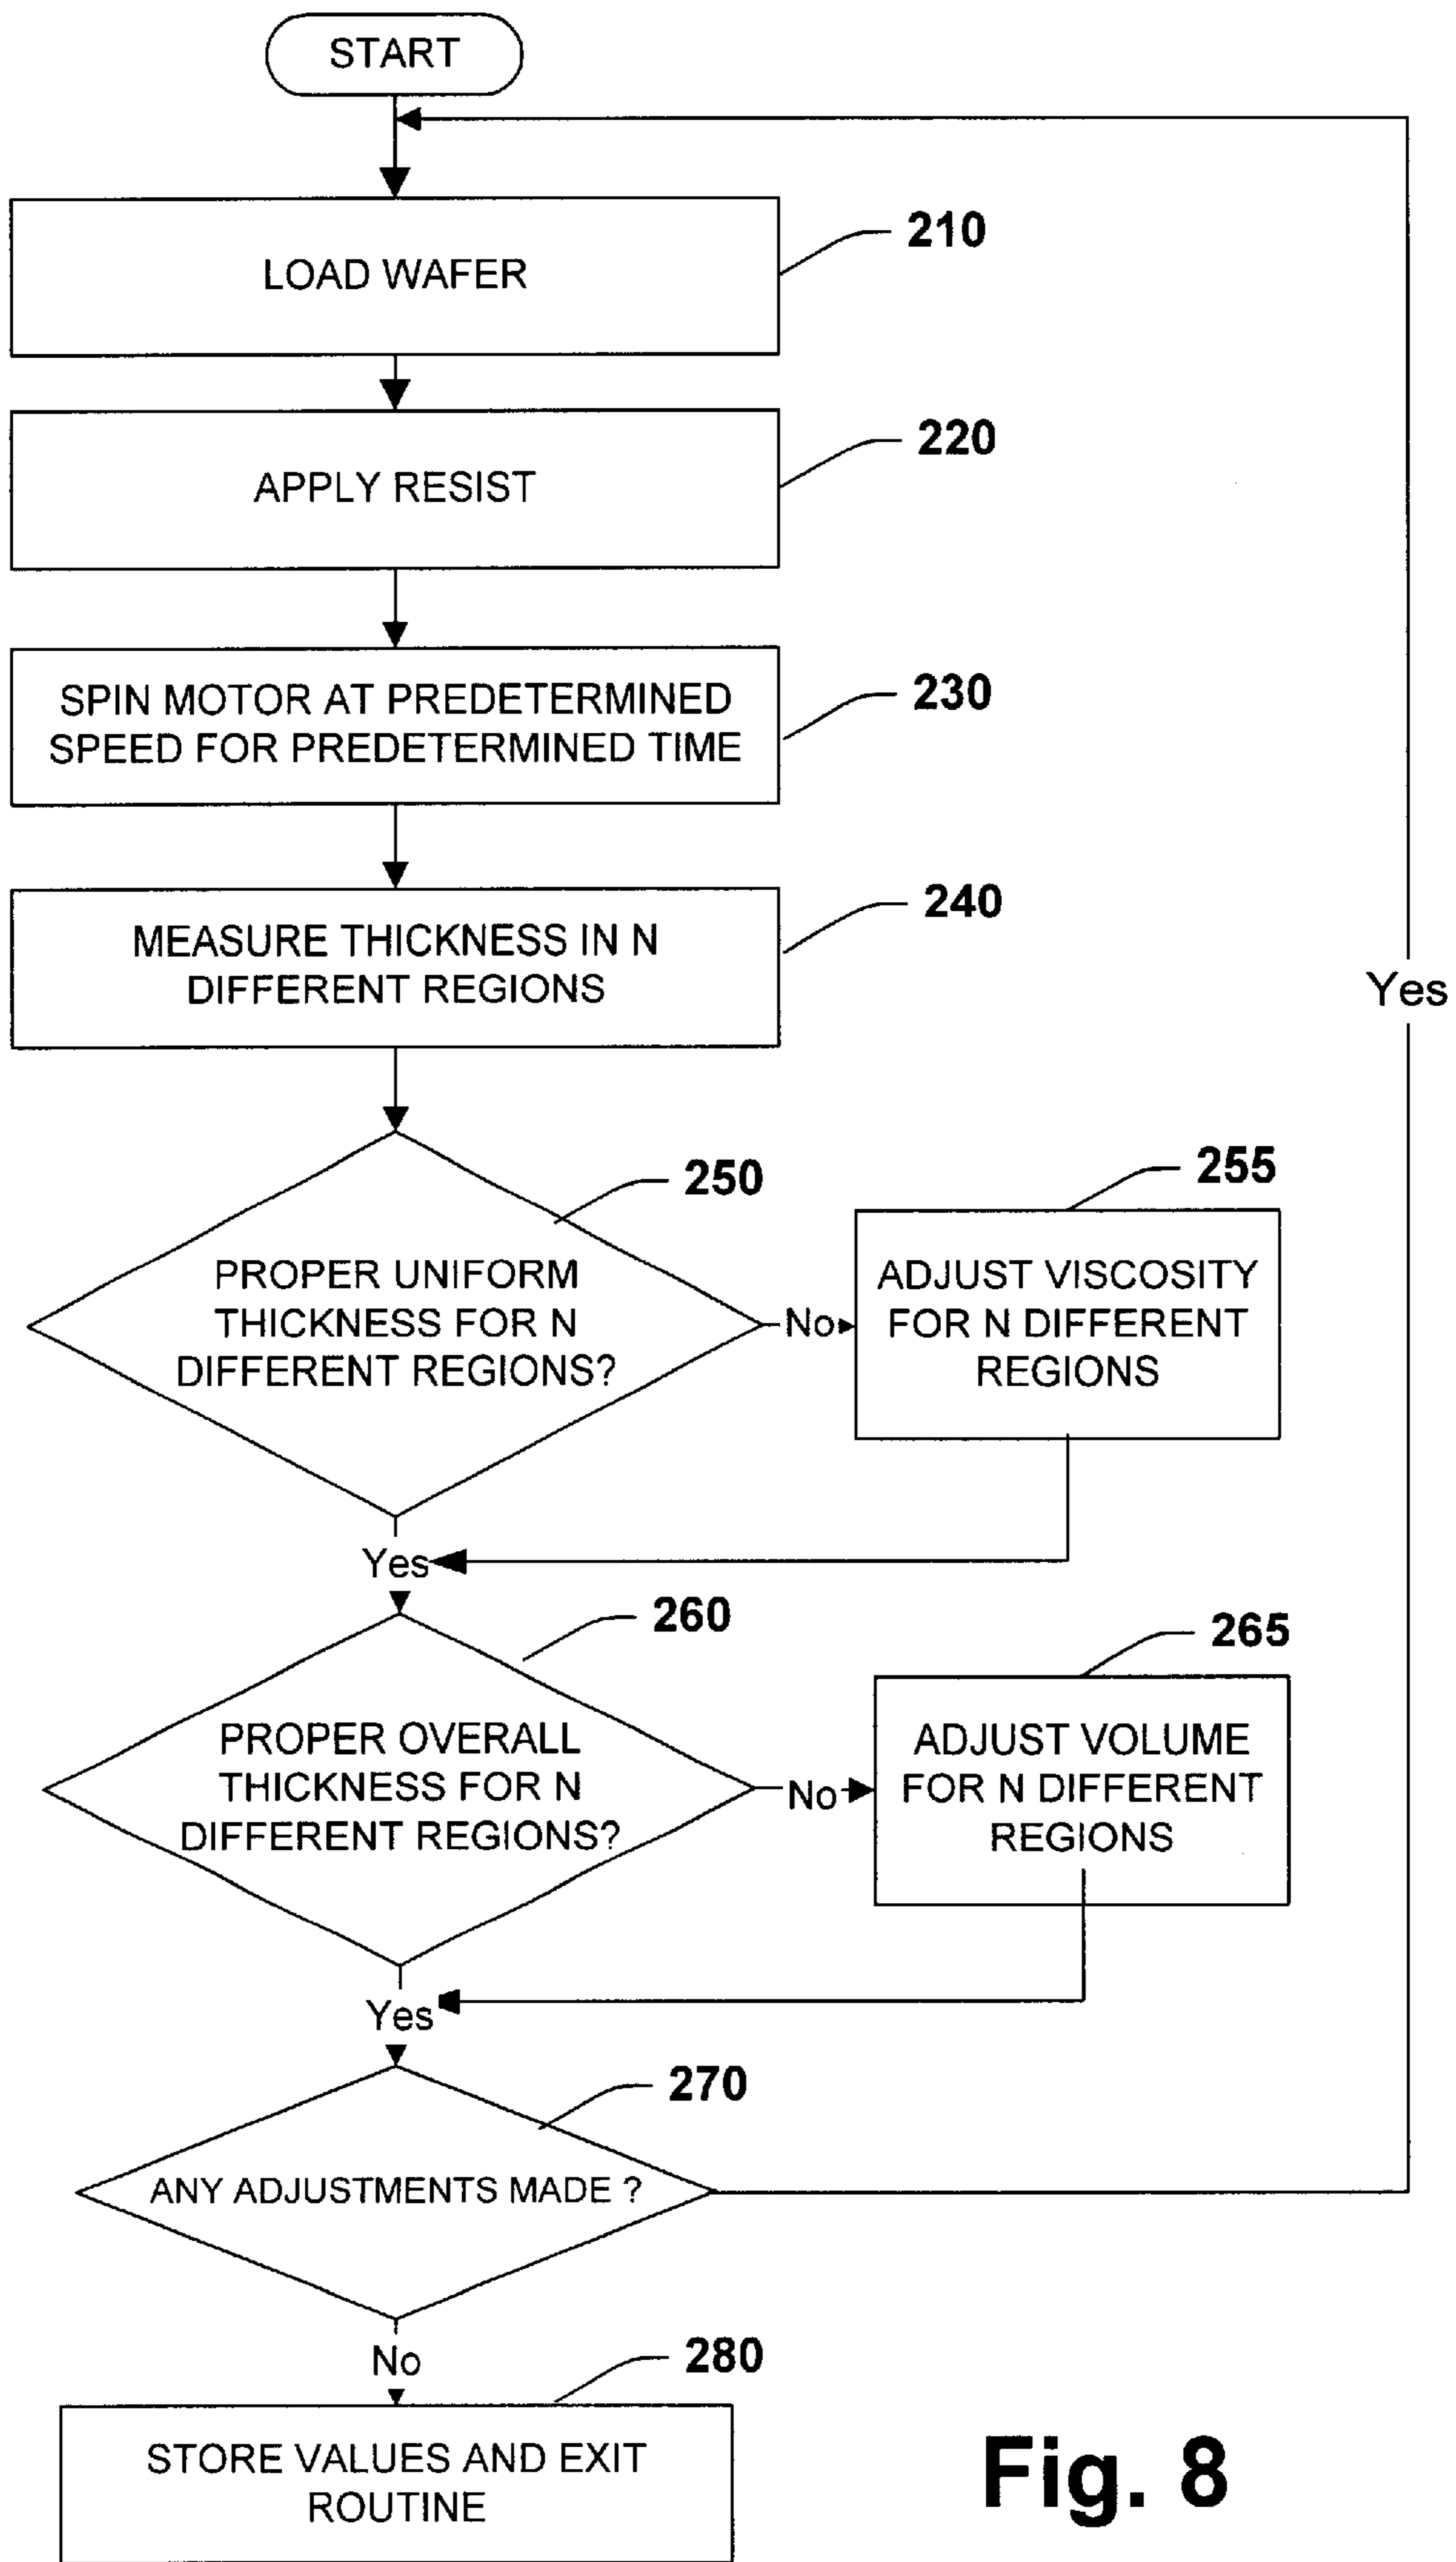 START
LOAD WAFER
210
APPLY RESIST
220
SPIN MOTOR AT PREDETERMINED
SPEED FOR PREDETERMINED TIME
230
MEASURE THICKNESS IN N
DIFFERENT REGIONS
240
Yes
PROPER UNIFORM
THICKNESS FOR N
DIFFERENT REGIONS?
250
No
ADJUST VISCOSITY
FOR N DIFFERENT
REGIONS
255
Yes
PROPER OVERALL
THICKNESS FOR N
DIFFERENT REGIONS?
260
No
ADJUST VOLUME
FOR N DIFFERENT
REGIONS
265
Yes
ANY ADJUSTMENTS MADE ?
270
No
STORE VALUES AND EXIT
ROUTINE
280
Fig. 8